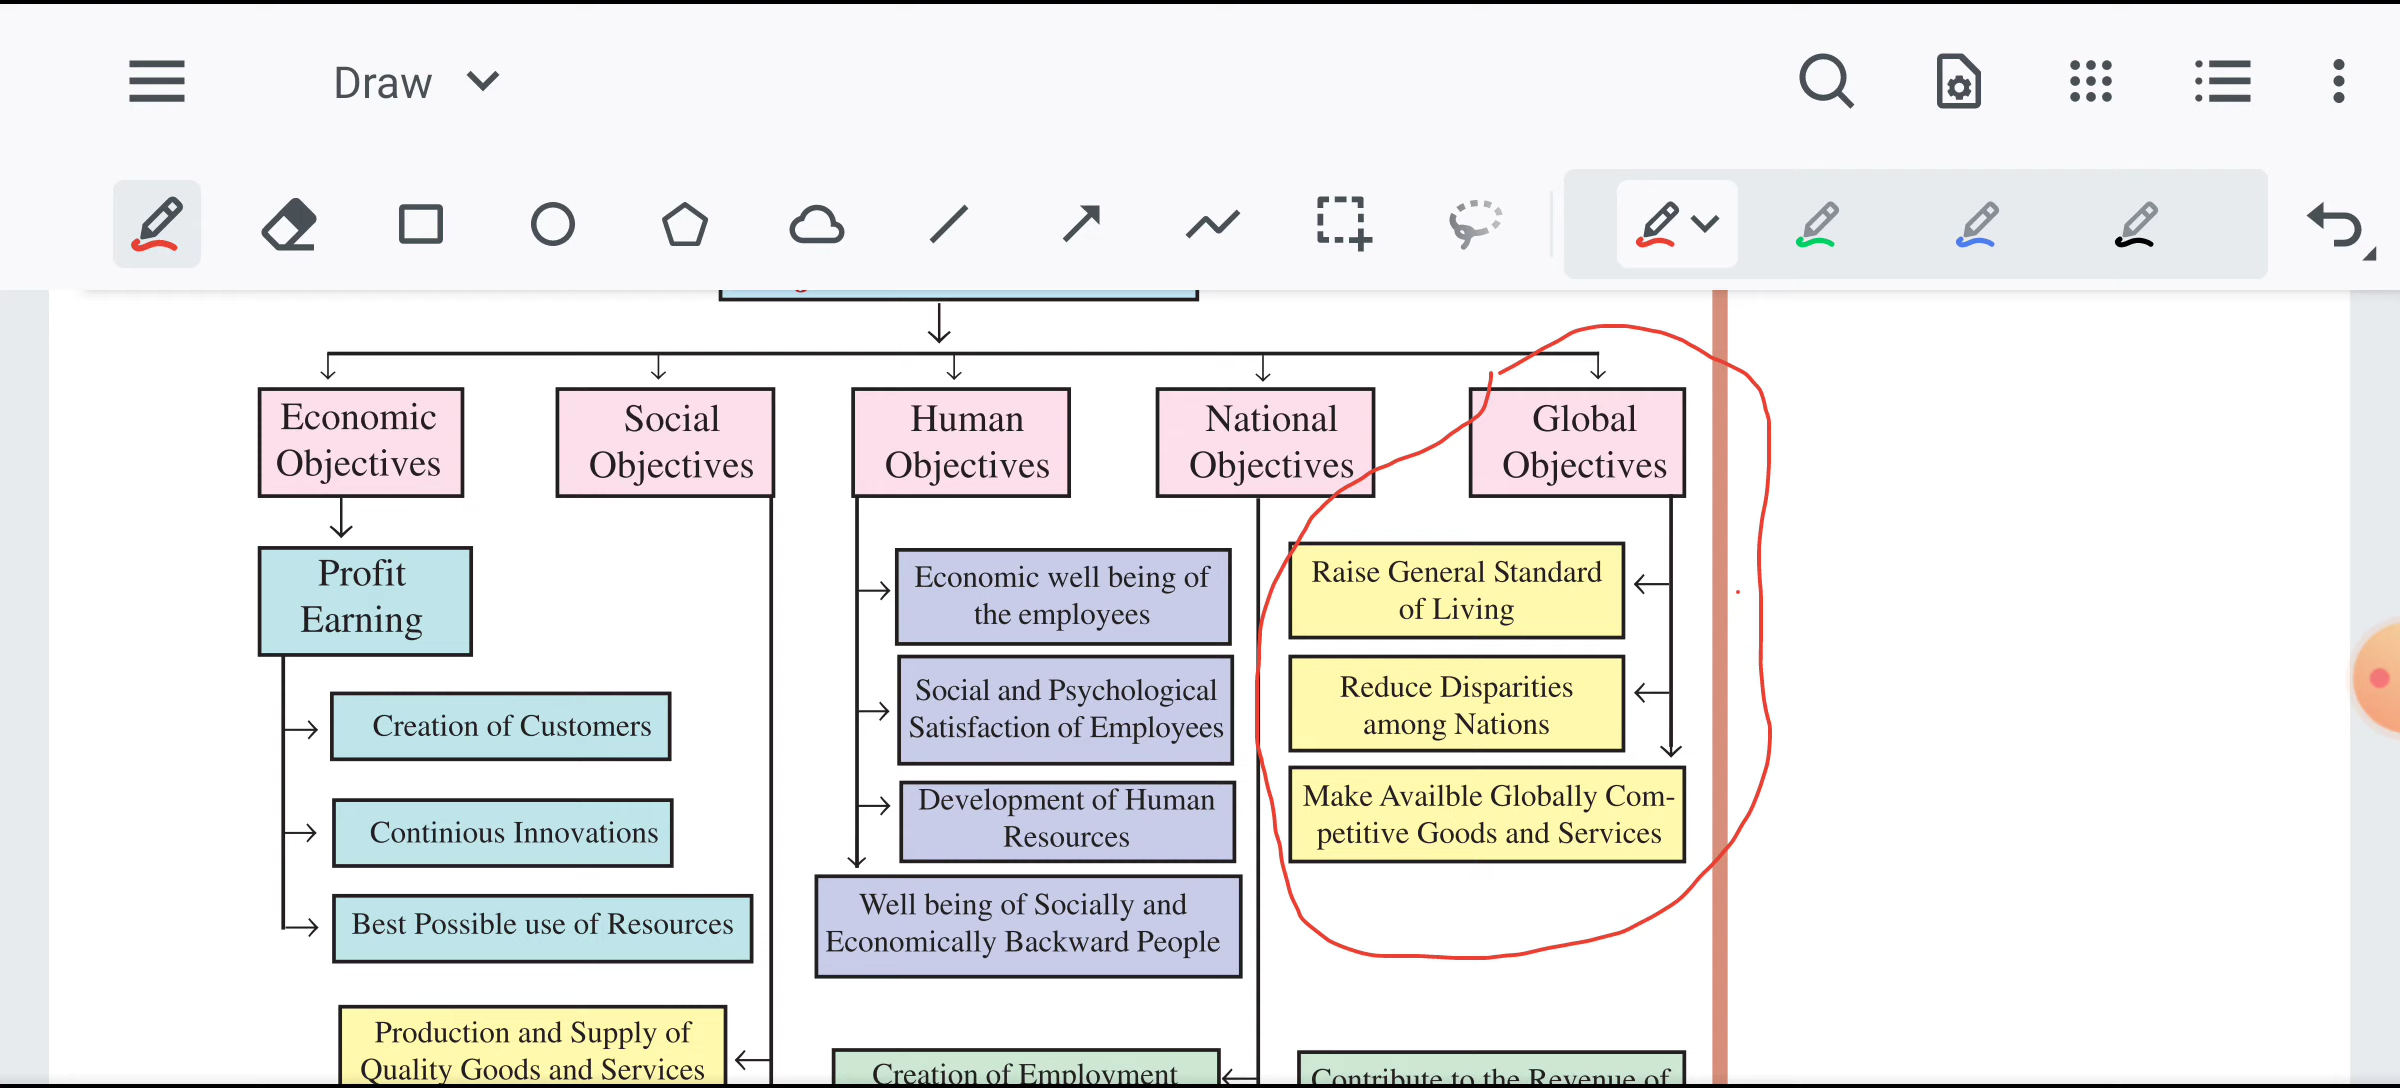 Draw
Economic
Objectives
Social
Objectives
Human
Objectives
National
Objectives
Global
Objectives
Profit
Earning
Creation of Customers
Continious Innovations
Best Possible use of Resources
Production and Supply of
Quality Goods and Services
Economic well being of
the employees
Social and Psychological
Satisfaction of Employees
Development of Human
Resources
Well being of Socially and
Economically Backward People
Creation of Employment
Raise General Standard
of Living
Reduce Disparities
among Nations
Make Availble Globally Com-
petitive Goods and Services
Contribute to the Revenue of